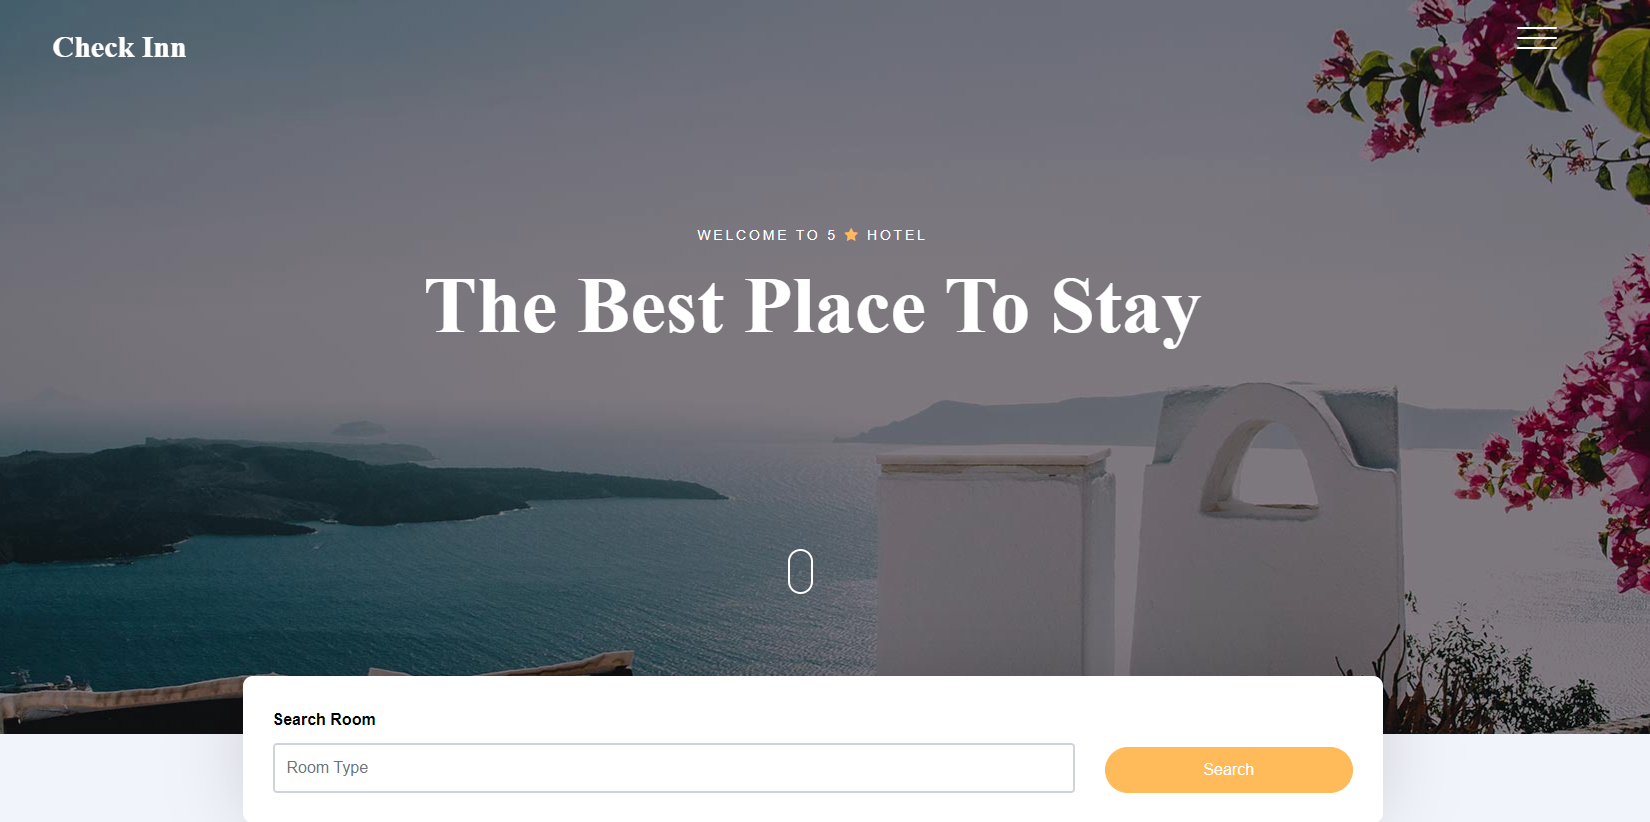 Check Inn
WELCOME TO 5 ★ HOTEL
The Best Place To Stay
Search Room
Room Type
Search